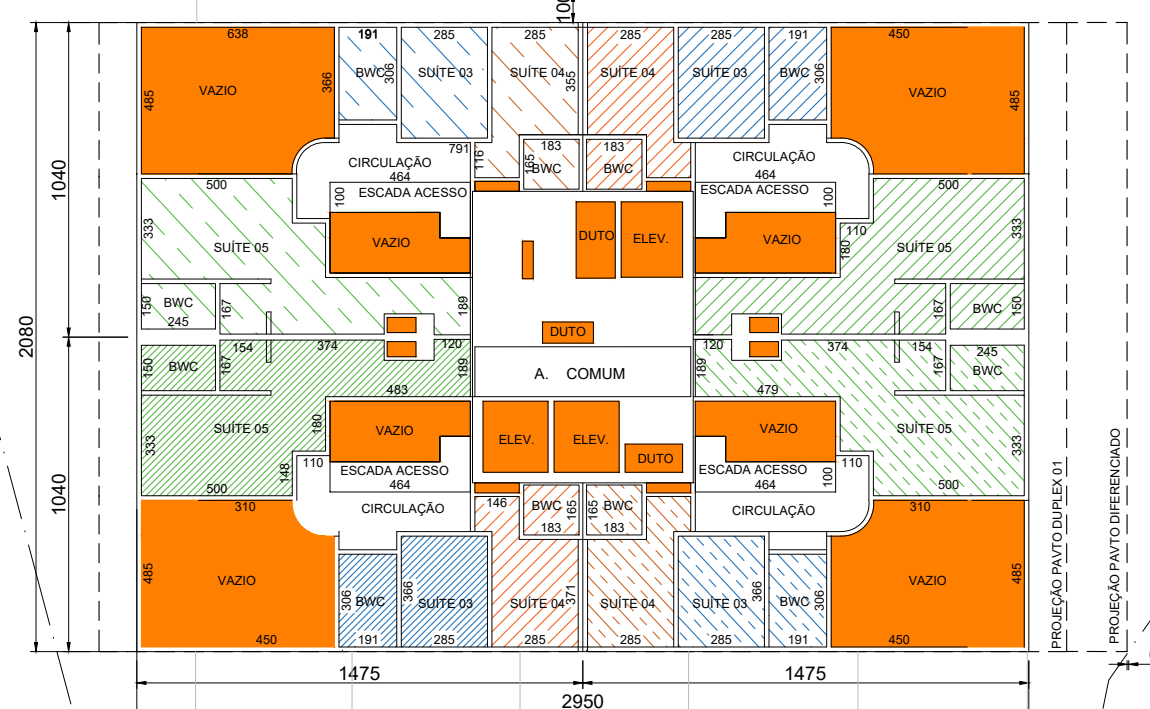 100
638
191
285
285
285
285
191
450
VAZIO
485
366
BWC
306
SUÍTE 03
SUÍTE 04
355
SUÍTE 04
SUÍTE 03
BWC
306
VAZIO
485
791
116
165
183
BWC
183
BWC
CIRCULAÇÃO
464
ESCADA ACESSO
100
CIRCULAÇÃO
464
ESCADA ACESSO
100
1040
500
333
SUÍTE 05
VAZIO
DUTO
ELEV.
VAZIO
110
180
500
SUÍTE 05
333
150
BWC
245
167
189
DUTO
167
BWC
150
2080
154
374
120
120
374
154
245
150
BWC
167
189
A. COMUM
189
167
BWC
483
479
333
SUÍTE 05
180
VAZIO
ELEV.
ELEV.
DUTO
VAZIO
SUÍTE 05
333
148
110
ESCADA ACESSO
464
ESCADA ACESSO
464
100
110
1040
500
310
146
CIRCULAÇÃO
BWC
183
165
165
BWC
183
CIRCULAÇÃO
500
310
485
VAZIO
450
306
BWC
191
366
SUÍTE 03
285
SUÍTE 04
371
285
SUÍTE 04
285
SUÍTE 03
366
285
BWC
306
191
VAZIO
485
450
PROJEÇÃO PAVTO DUPLEX 01
PROJEÇÃO PAVTO DIFERENCIADO
1475
1475
2950